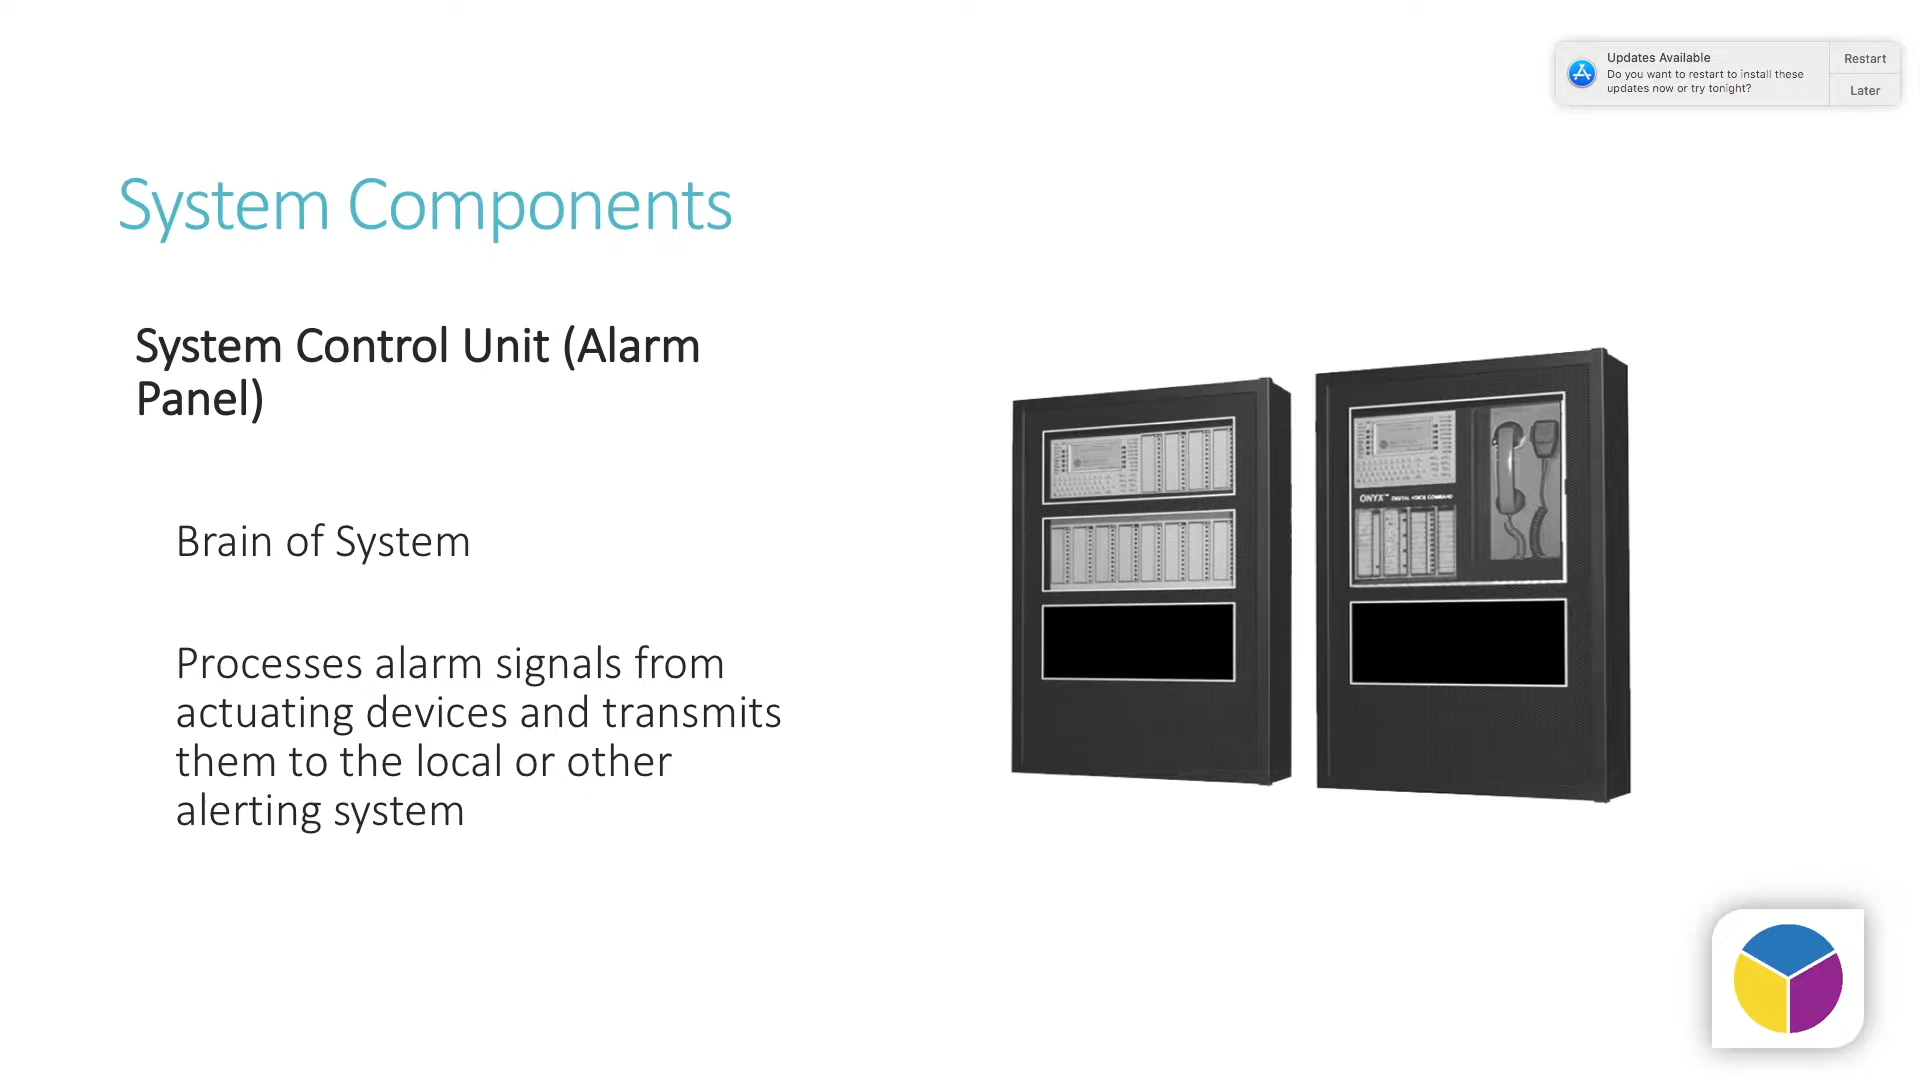 Updates Available
Restart
Do you want to restart to install these
updates now or try tonight?
Later
System Components
System Control Unit (Alarm
Panel)
Brain of System
Processes alarm signals from
actuating devices and transmits
them to the local or other
alerting system
ONYX™ DIGITAL VOICE COMMAND